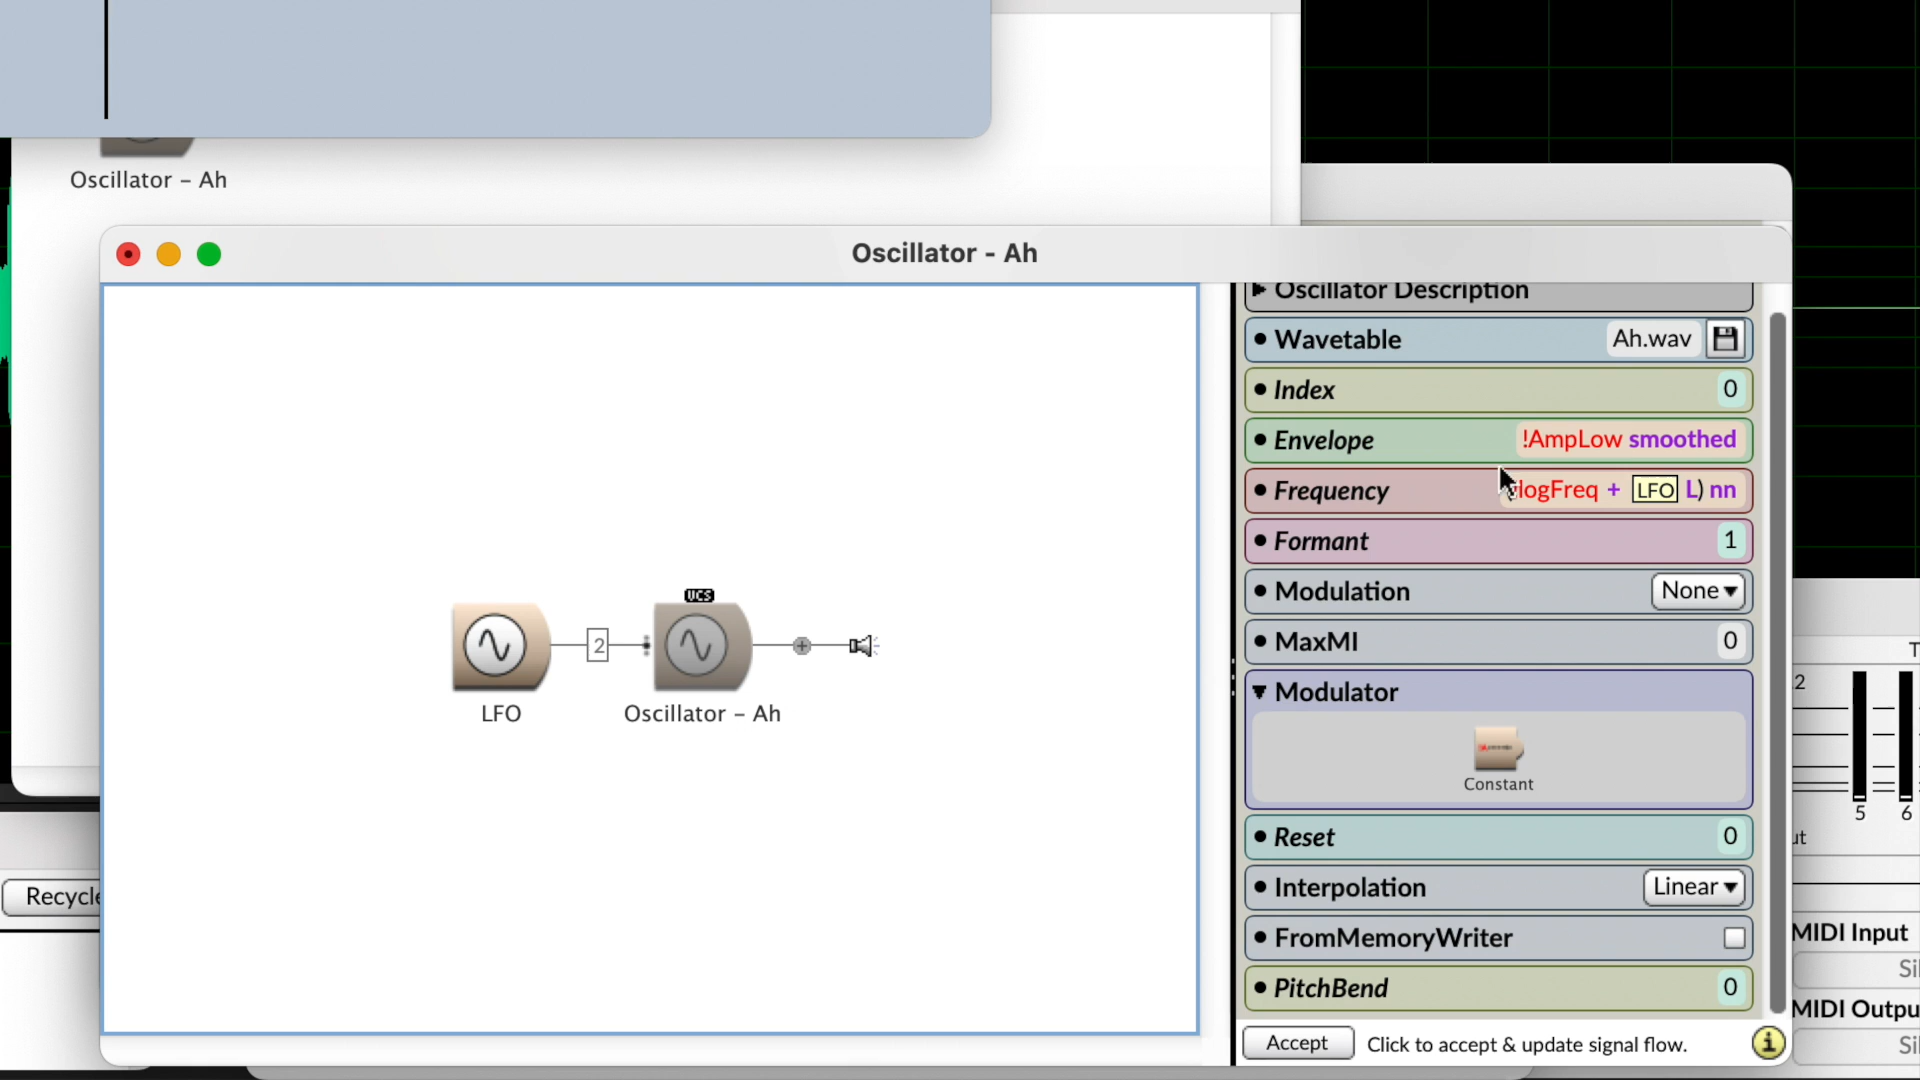 Oscillator – Ah
Oscillator - Ah
Oscillator Description
Wavetable Ah.wav
Index 0
Envelope !AmpLow smoothed
Frequency logFreq + LFO L) nn
Formant 1
Modulation None
MaxMI 0
Modulator
Constant
Reset 0
Interpolation Linear
FromMemoryWriter
PitchBend 0
Accept Click to accept & update signal flow.
VCS
2
LFO
Oscillator – Ah
Recycle
2
5 6
MIDI Input
MIDI Outpu